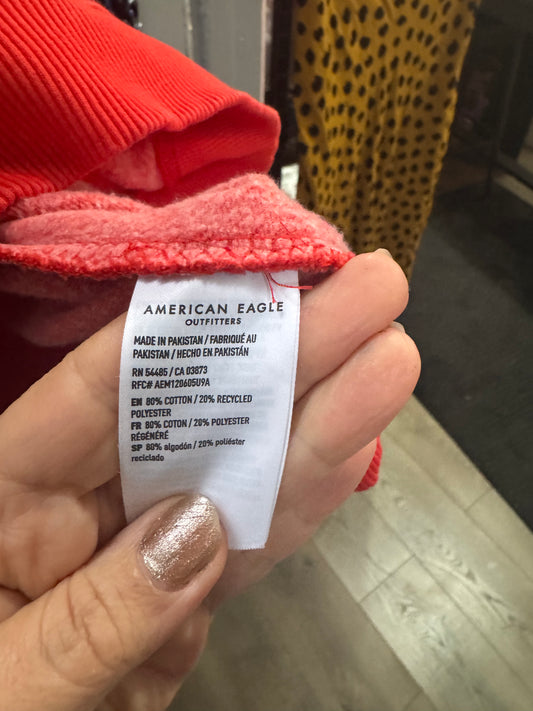 AMERICAN EAGLE
OUTFITTERS
MADE IN PAKISTAN / FABRIQUÉ AU
PAKISTAN / HECHO EN PAKISTÁN
RN 54485 / CA 03873
RFC# AEM120605U9A
EN 80% COTTON / 20% RECYCLED
POLYESTER
FR 80% COTON / 20% POLYESTER
RÉGÉNÉRÉ
SP 80% algodón / 20% poliéster
reciclado